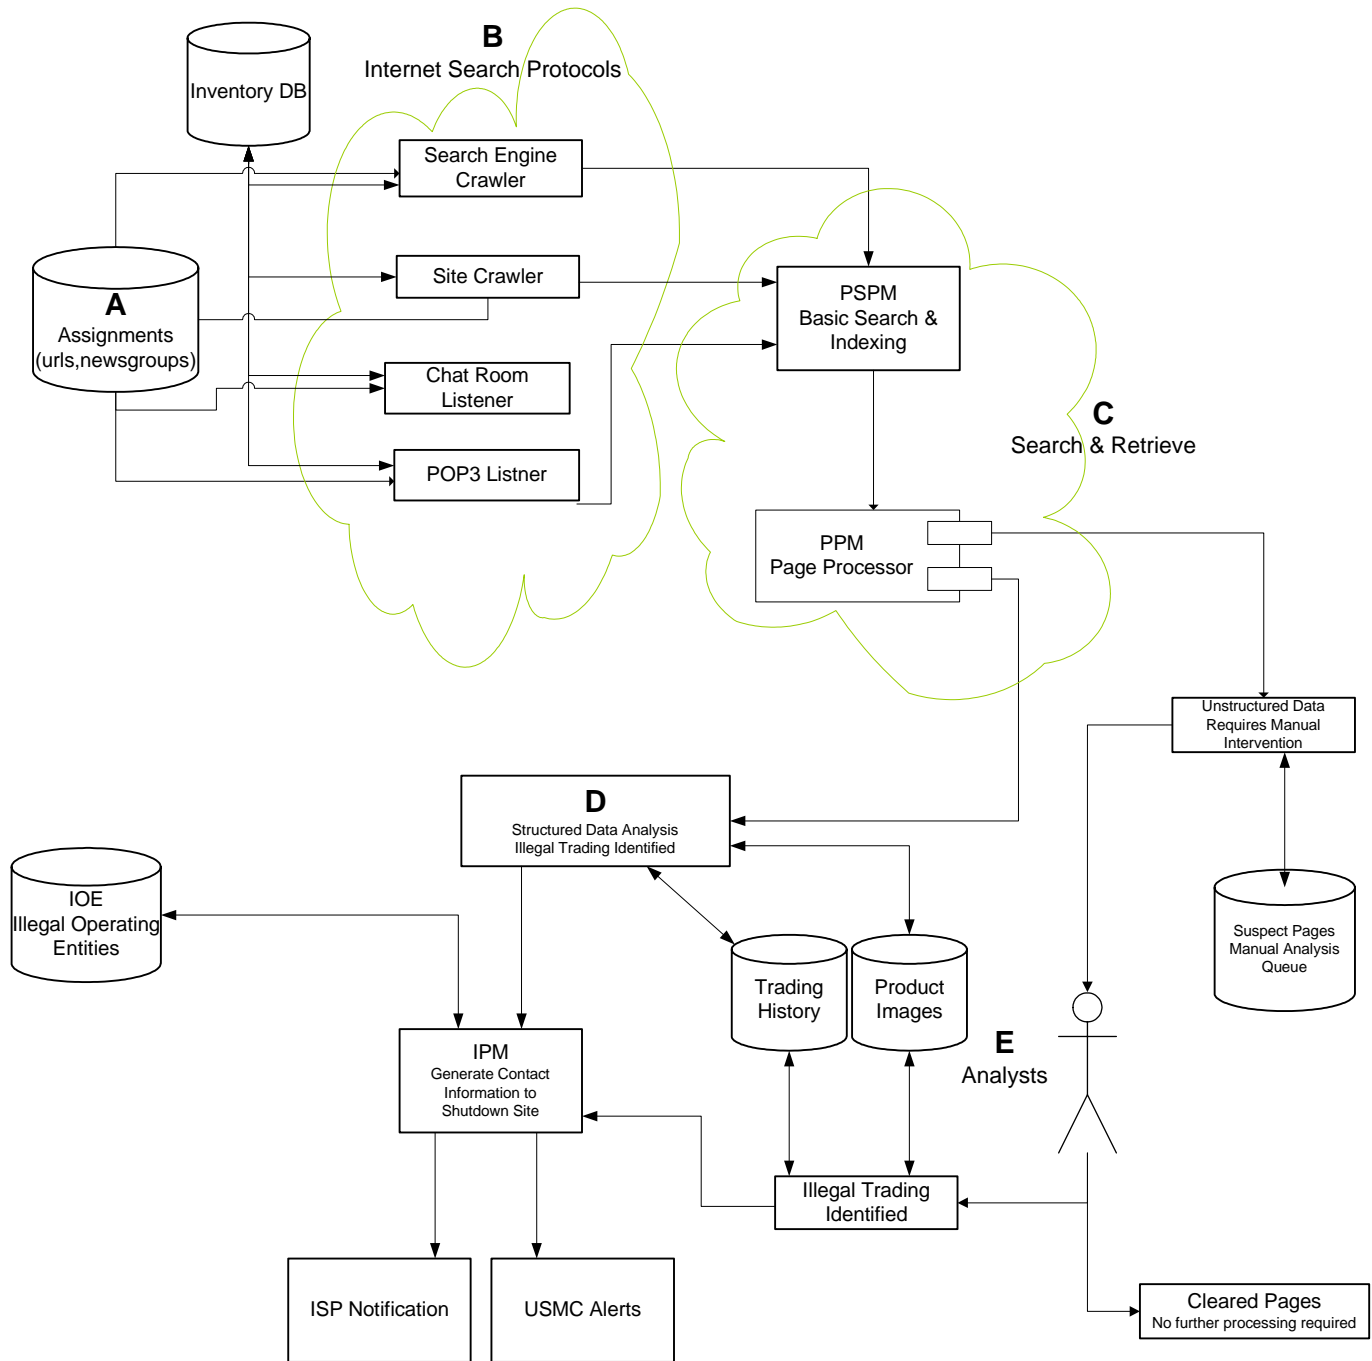 B
Internet Search Protocols
Inventory DB
Search Engine
Crawler
Site Crawler
A
Assignments
(urls,newsgroups)
Chat Room
Listener
POP3 Listner
PSPM
Basic Search &
Indexing
C
Search & Retrieve
PPM
Page Processor
Unstructured Data
Requires Manual
Intervention
D
Structured Data Analysis
Illegal Trading Identified
IOE
Illegal Operating
Entities
Suspect Pages
Manual Analysis
Queue
Trading
History
Product
Images
E
Analysts
IPM
Generate Contact
Information to
Shutdown Site
Illegal Trading
Identified
ISP Notification
USMC Alerts
Cleared Pages
No further processing required